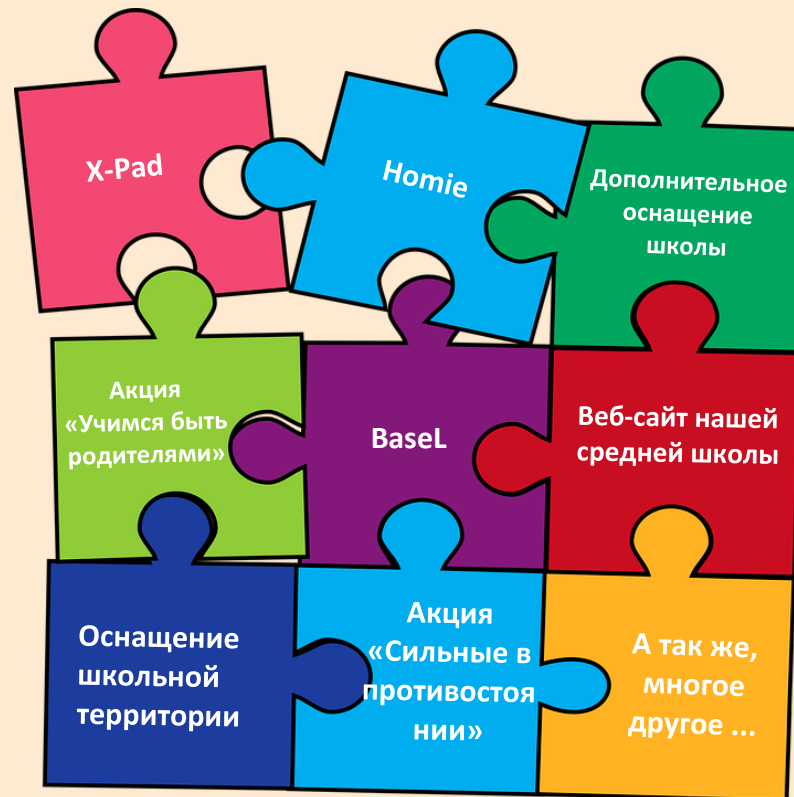 X-Pad
Homie
Дополнительное
оснащение
школы
Акция
«Учимся быть
родителями»
BaseL
Веб-сайт нашей
средней школы
Оснащение
школьной
территории
Акция
«Сильные в
противостоя
нии»
А так же,
многое
другое ...